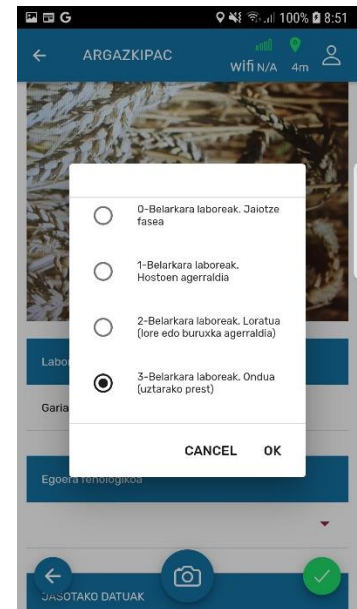 G 100% 8:51
ARGAZKIPAC
Wifi N/A 4m
0-Belarkara laboreak. Jaiotze
fasea
1-Belarkara laboreak.
Hostoen agerraldia
2-Belarkara laboreak. Loratua
(lore edo buruxka agerraldia)
3-Belarkara laboreak. Ondua
(uztarako prest)
Garia
CANCEL OK
Egoera fenologikoa
JASOTAKO DATUAK